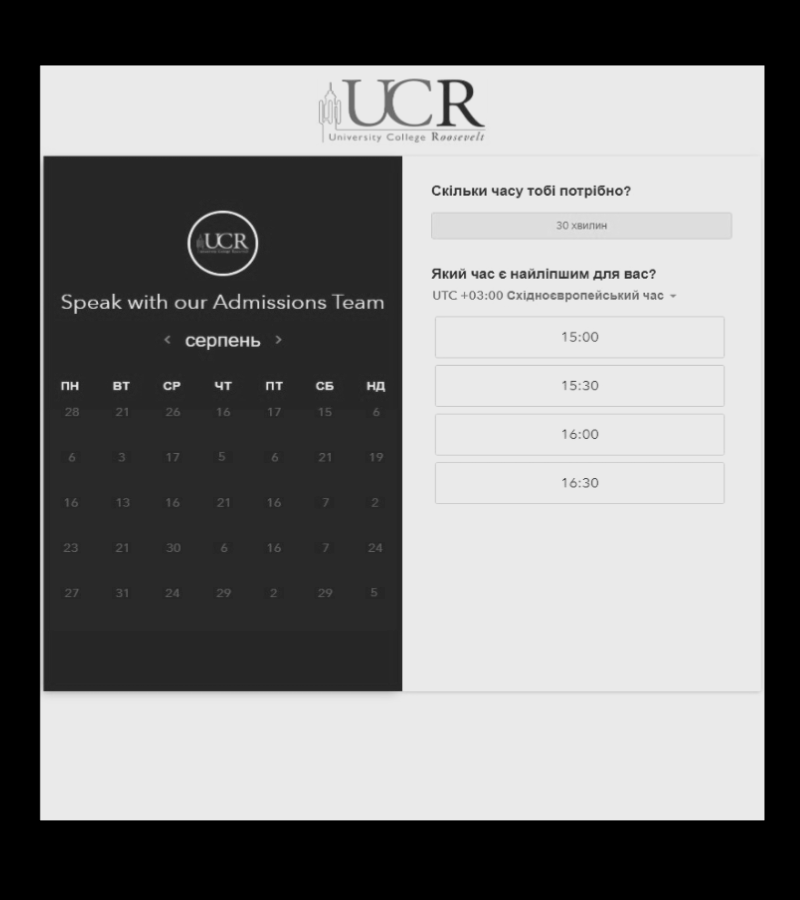 UCR
University College Roosevelt
UCR
Speak with our Admissions Team
< серпень >
ПН ВТ СР ЧТ ПТ СБ НД
28 21 26 16 17 15 6
6 3 17 5 6 21 19
16 13 16 21 16 7 2
23 21 30 6 16 7 24
27 31 24 29 2 29 5
Скільки часу тобі потрібно?
30 хвилин
Який час є найліпшим для вас?
UTC +03:00 Східноєвропейський час
15:00
15:30
16:00
16:30